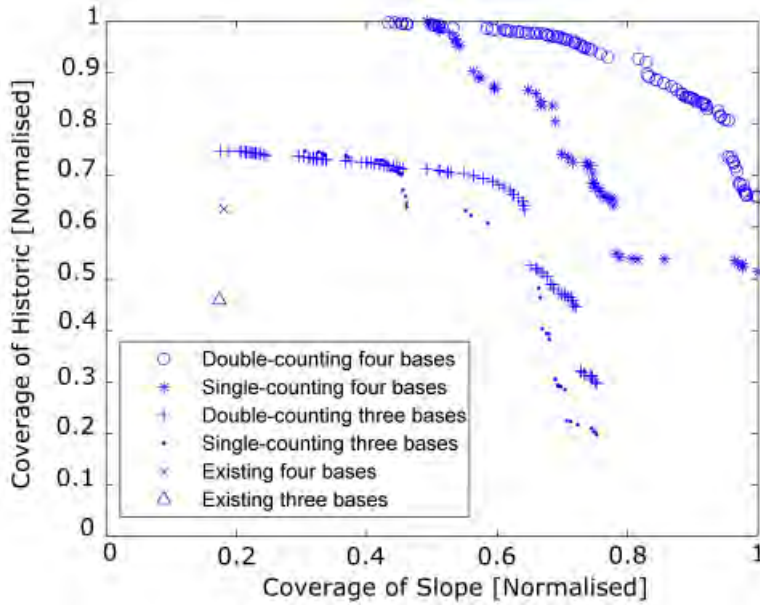 Coverage of Historic [Normalised]
1
0.9
0.8
0.7
0.6
0.5
0.4
0.3
0.2
0.1
0
Double-counting four bases
Single-counting four bases
Double-counting three bases
Single-counting three bases
Existing four bases
Existing three bases
0 0.2 0.4 0.6 0.8 1
Coverage of Slope [Normalised]